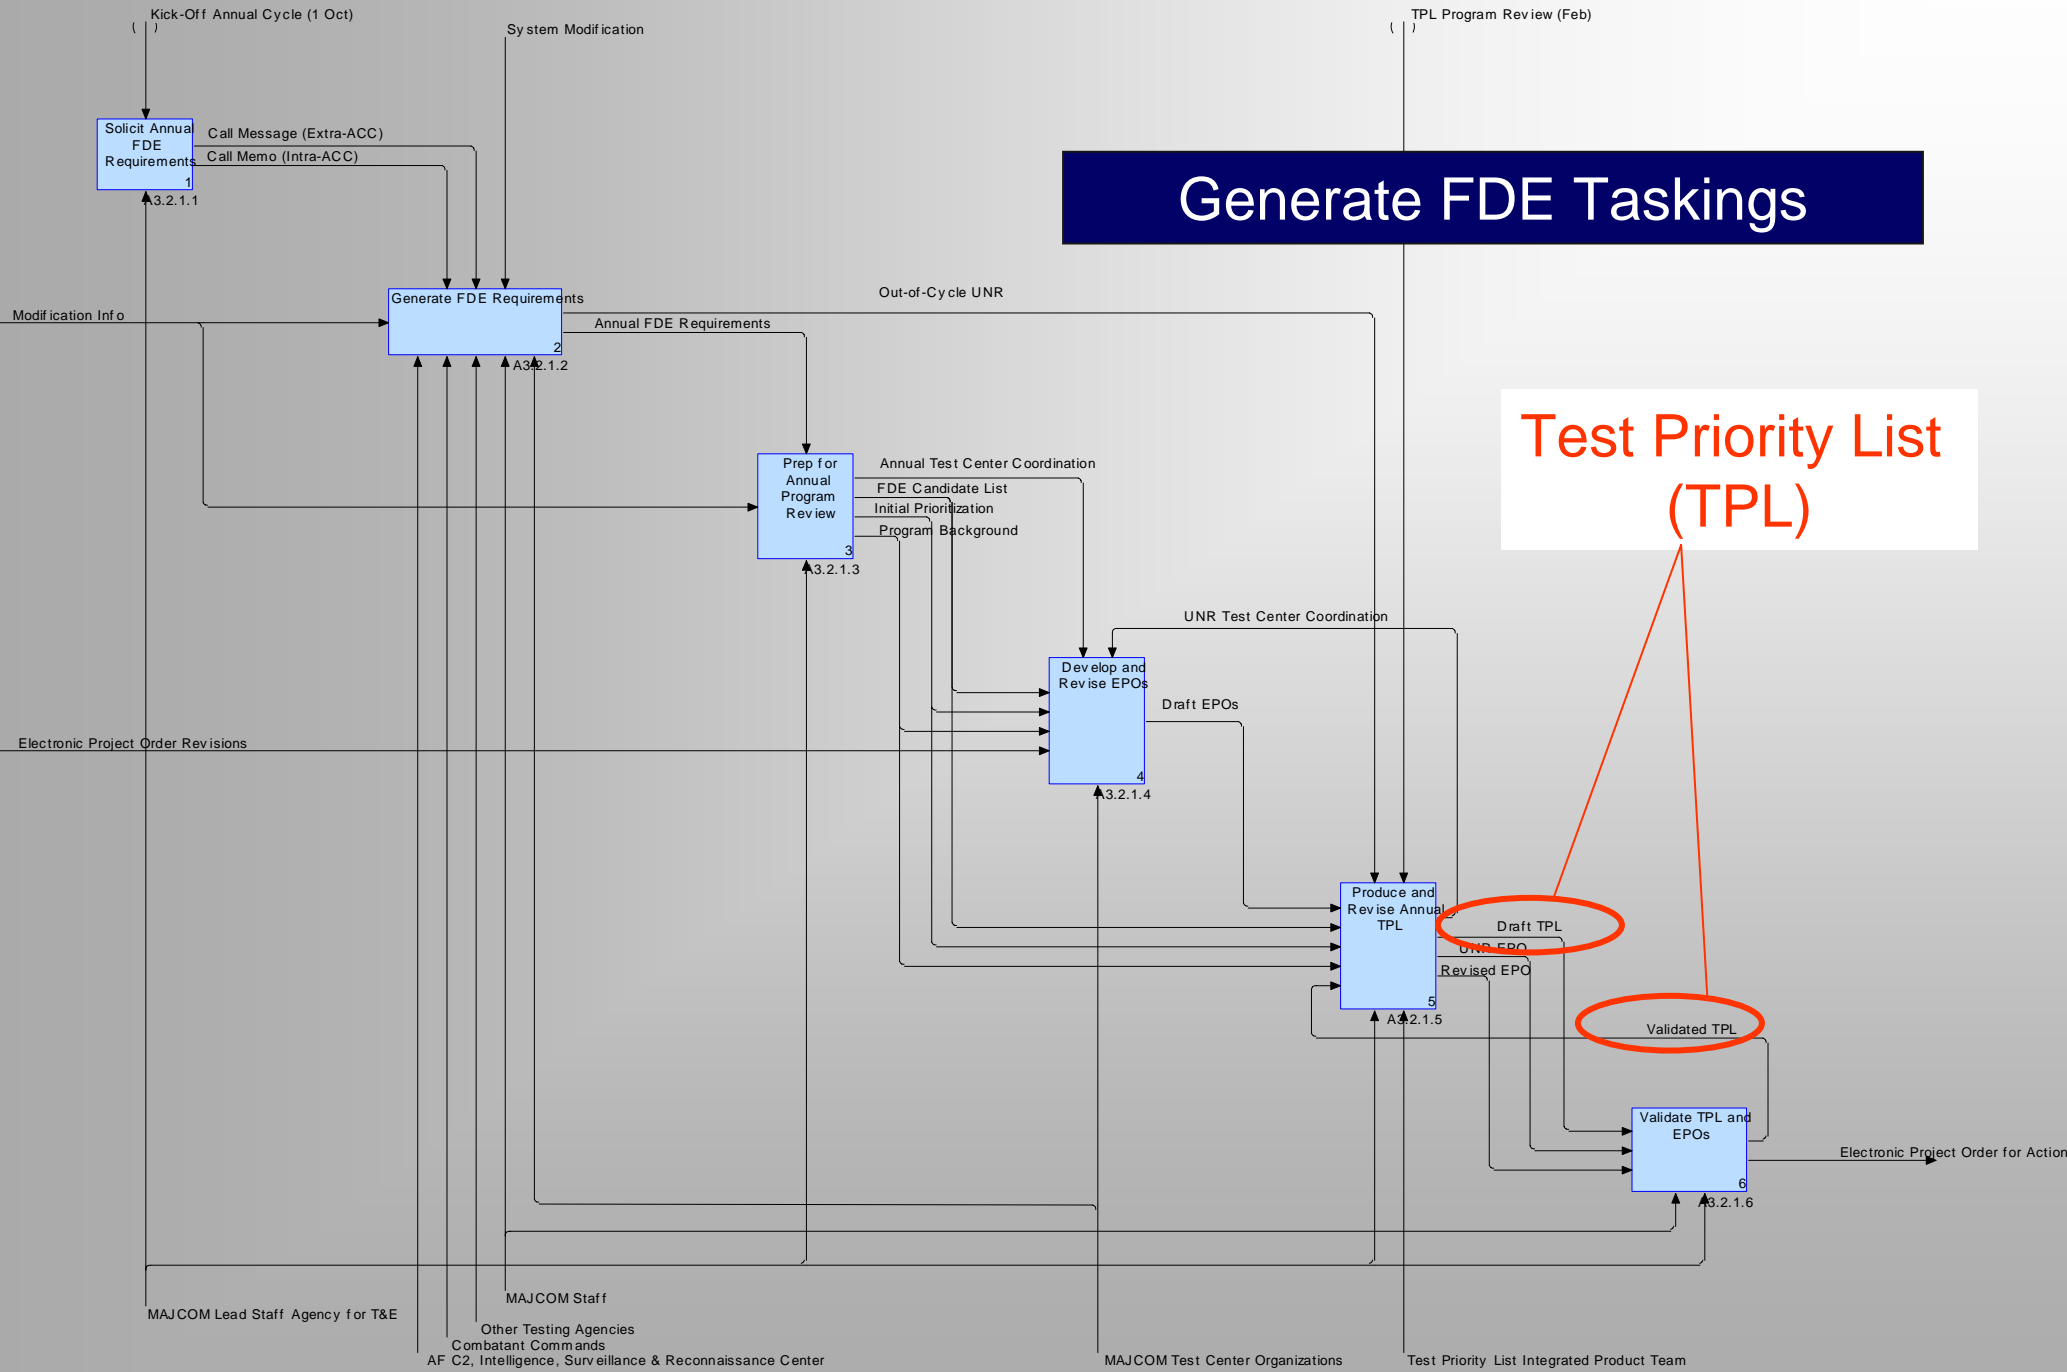 Kick-Off Annual Cycle (1 Oct)
( )
System Modification
TPL Program Review (Feb)
( )
Solicit Annual
FDE
Requirements
1
A3.2.1.1
Call Message (Extra-ACC)
Call Memo (Intra-ACC)
Generate FDE Taskings
Modification Info
Generate FDE Requirements
2
A3.2.1.2
Out-of-Cycle UNR
Annual FDE Requirements
Test Priority List
(TPL)
Prep for
Annual
Program
Review
3
A3.2.1.3
Annual Test Center Coordination
FDE Candidate List
Initial Prioritization
Program Background
UNR Test Center Coordination
Develop and
Revise EPOs
4
A3.2.1.4
Draft EPOs
Electronic Project Order Revisions
Produce and
Revise Annual
TPL
5
A3.2.1.5
Draft TPL
UNR EPO
Revised EPO
Validated TPL
Validate TPL and
EPOs
6
A3.2.1.6
Electronic Project Order for Action
MAJCOM Lead Staff Agency for T&E
MAJCOM Staff
Other Testing Agencies
Combatant Commands
AF C2, Intelligence, Surveillance & Reconnaissance Center
MAJCOM Test Center Organizations
Test Priority List Integrated Product Team